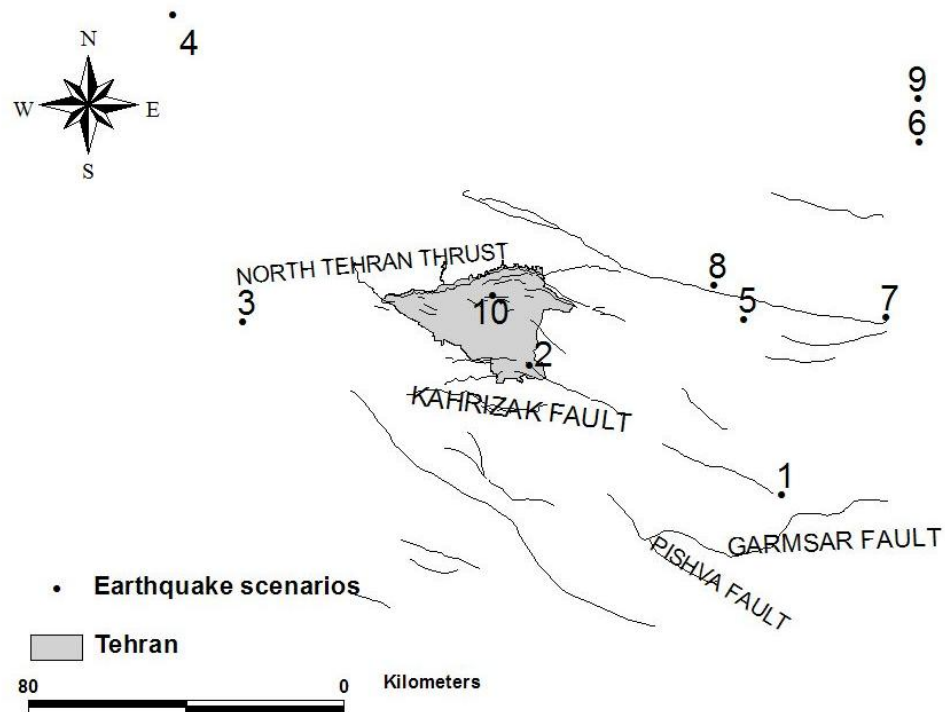 4
N
W E
S
9
6
NORTH TEHRAN THRUST
3
8
5
7
10
2
KAHRIZAK FAULT
1
GARMSAR FAULT
PISHVA FAULT
Earthquake scenarios
Tehran
80 0 Kilometers